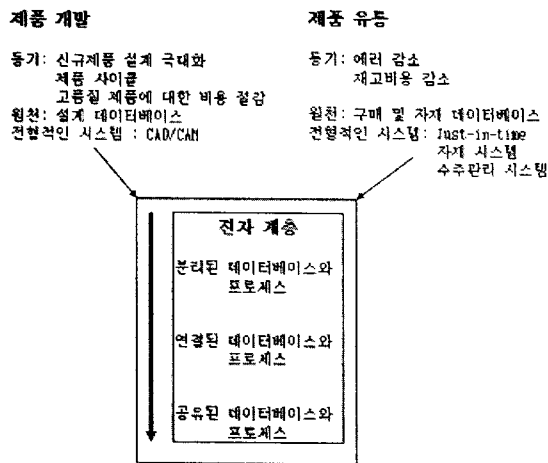 제품 개발
동기: 신규제품 설계 극대화
제품 사이클
고품질 제품에 대한 비용 절감
원천: 설계 데이터베이스
전형적인 시스템 : CAD/CAM
제품 유통
동기: 에러 감소
재고비용 감소
원천: 구매 및 자재 데이터베이스
전형적인 시스템: Just-in-time
자재 시스템
수주관리 시스템
전자 계층
분리된 데이터베이스와
프로세스
연결된 데이터베이스와
프로세스
공유된 데이터베이스와
프로세스